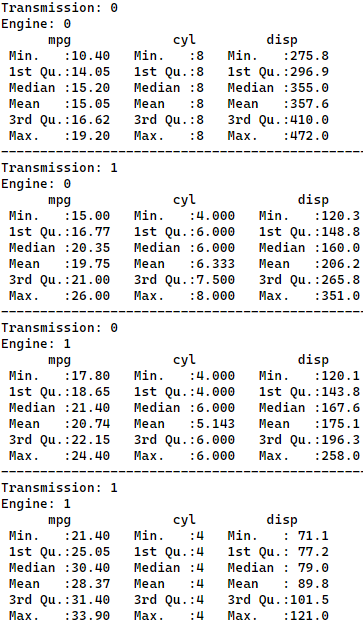 Transmission: 0
Engine: 0
      mpg             cyl         disp
 Min.   :10.40   Min.   :8   Min.   :275.8
 1st Qu.:14.05   1st Qu.:8   1st Qu.:296.9
 Median :15.20   Median :8   Median :355.0
 Mean   :15.05   Mean   :8   Mean   :357.6
 3rd Qu.:16.62   3rd Qu.:8   3rd Qu.:410.0
 Max.   :19.20   Max.   :8   Max.   :472.0
----------------------------------------------
Transmission: 1
Engine: 0
      mpg             cyl             disp
 Min.   :15.00   Min.   :4.000   Min.   :120.3
 1st Qu.:16.77   1st Qu.:6.000   1st Qu.:148.8
 Median :20.35   Median :6.000   Median :160.0
 Mean   :19.75   Mean   :6.333   Mean   :206.2
 3rd Qu.:21.00   3rd Qu.:7.500   3rd Qu.:265.8
 Max.   :26.00   Max.   :8.000   Max.   :351.0
----------------------------------------------
Transmission: 0
Engine: 1
      mpg             cyl             disp
 Min.   :17.80   Min.   :4.000   Min.   :120.1
 1st Qu.:18.65   1st Qu.:4.000   1st Qu.:143.8
 Median :21.40   Median :6.000   Median :167.6
 Mean   :20.74   Mean   :5.143   Mean   :175.1
 3rd Qu.:22.15   3rd Qu.:6.000   3rd Qu.:196.3
 Max.   :24.40   Max.   :6.000   Max.   :258.0
----------------------------------------------
Transmission: 1
Engine: 1
      mpg             cyl         disp
 Min.   :21.40   Min.   :4   Min.   : 71.1
 1st Qu.:25.05   1st Qu.:4   1st Qu.: 77.2
 Median :30.40   Median :4   Median : 79.0
 Mean   :28.37   Mean   :4   Mean   : 89.8
 3rd Qu.:31.40   3rd Qu.:4   3rd Qu.:101.5
 Max.   :33.90   Max.   :4   Max.   :121.0